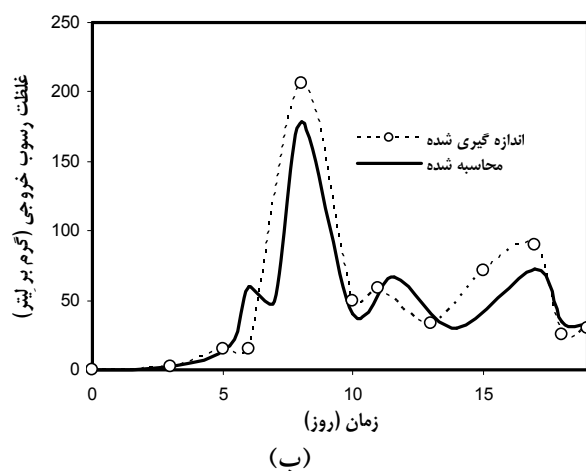 250
200
150
100
50
0
غلظت رسوب خروجی (گرم بر لیتر)
اندازه گیری شده
محاسبه شده
0 5 10 15
زمان (روز)
(ب)